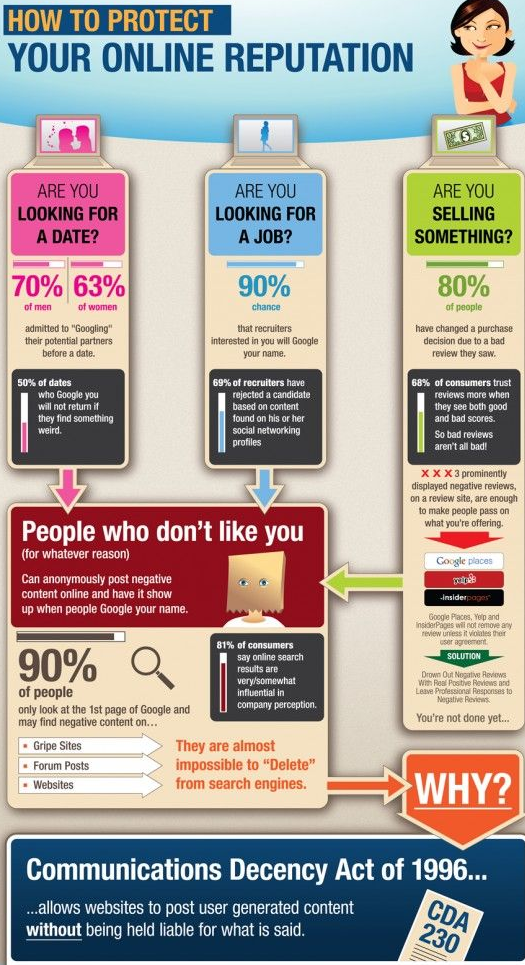 HOW TO PROTECT
YOUR ONLINE REPUTATION
ARE YOU
LOOKING FOR
A DATE?
70%
of men
63%
of women
admitted to "Googling"
their potential partners
before a date.
50% of dates
who Google you
will not return if
they find something
weird.
ARE YOU
LOOKING FOR
A JOB?
90%
chance
that recruiters
interested in you will Google
your name.
69% of recruiters have
rejected a candidate
based on content
found on his or her
social networking
profiles
ARE YOU
SELLING
SOMETHING?
80%
of people
have changed a purchase
decision due to a bad
review they saw.
68% of consumers trust
reviews more when
they see both good
and bad scores.
So bad reviews
aren't all bad!
X X X 3 prominently
displayed negative reviews,
on a review site, are enough
to make people pass on
what you're offering.
Google places
yelp
insiderpages
Google Places, Yelp and
InsiderPages will not remove any
review unless it violates their
user agreement.
SOLUTION
Drown Out Negative Reviews
With Real Positive Reviews and
Leave Professional Responses to
Negative Reviews.
You're not done yet...
People who don't like you
(for whatever reason)
Can anonymously post negative
content online and have it show
up when people Google your name.
90%
of people
only look at the 1st page of Google and
may find negative content on...
81% of consumers
say online search
results are
very/somewhat
influential in
company perception.
▪ Gripe Sites
▪ Forum Posts
▪ Websites
They are almost
impossible to "Delete"
from search engines.
WHY?
Communications Decency Act of 1996...
...allows websites to post user generated content
without being held liable for what is said.
CDA
230